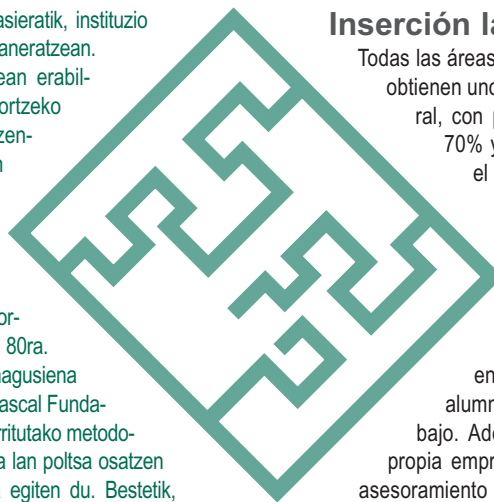 asieratik, instituzio
aneratzean.
ean erabil-
ortzeko
zen-
or-
80ra.
nagusiena
ascal Funda-
rritutako metodo-
a lan poltsa osatzen
egiten du. Bestetik,
Inserción la
Todas las áreas
obtienen uno
ral, con p
70% y
el
en
alumn
bajo. Ade
propia empre
asesoramiento